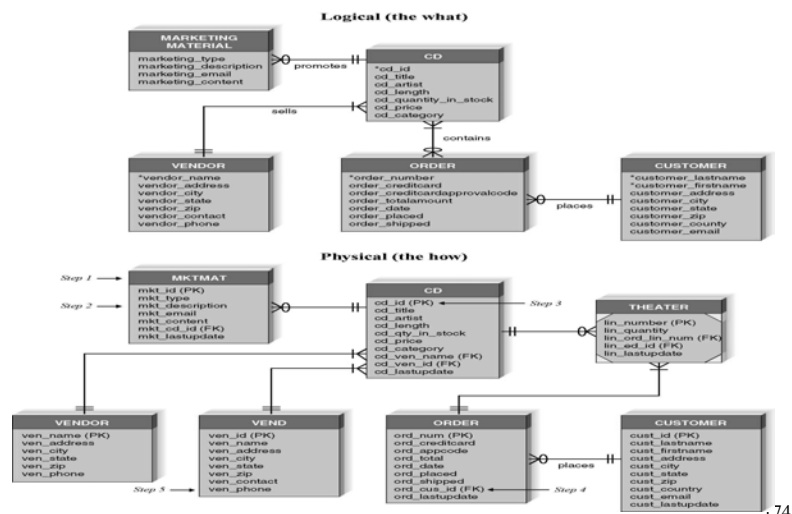 Logical (the what)
MARKETING
MATERIAL
marketing_type
marketing_description
marketing_email
marketing_content
promotes
CD
*cd_id
cd_title
cd_artist
cd_length
cd_quantity_in_stock
cd_price
cd_category
sells
contains
VENDOR
*vendor_name
vendor_address
vendor_city
vendor_state
vendor_zip
vendor_contact
vendor_phone
ORDER
*order_number
order_creditcard
order_creditcardapprovalcode
order_totalamount
order_date
order_placed
order_shipped
places
CUSTOMER
*customer_lastname
*customer_firstname
customer_address
customer_city
customer_state
customer_zip
customer_county
customer_email
Physical (the how)
Step 1
Step 2
MKTMAT
mkt_id (PK)
mkt_type
mkt_description
mkt_email
mkt_content
mkt_cd_id (FK)
mkt_lastupdate
CD
cd_id (PK)
cd_title
cd_artist
cd_length
cd_qty_in_stock
cd_price
cd_category
cd_ven_name (FK)
cd_ven_id (FK)
cd_lastupdate
Step 3
THEATER
lin_number (PK)
lin_quantity
lin_ord_lin_num (FK)
lin_ed_id (FK)
lin_lastupdate
VENDOR
ven_name (PK)
ven_address
ven_city
ven_state
ven_zip
ven_phone
Step 5
VEND
ven_id (PK)
ven_name
ven_address
ven_city
ven_state
ven_zip
ven_contact
ven_phone
ORDER
ord_num (PK)
ord_creditcard
ord_appcode
ord_total
ord_date
ord_placed
ord_shipped
ord_cus_id (FK)
ord_lastupdate
places
Step 4
CUSTOMER
cust_id (PK)
cust_lastname
cust_firstname
cust_address
cust_city
cust_state
cust_zip
cust_country
cust_email
cust_lastupdate
74